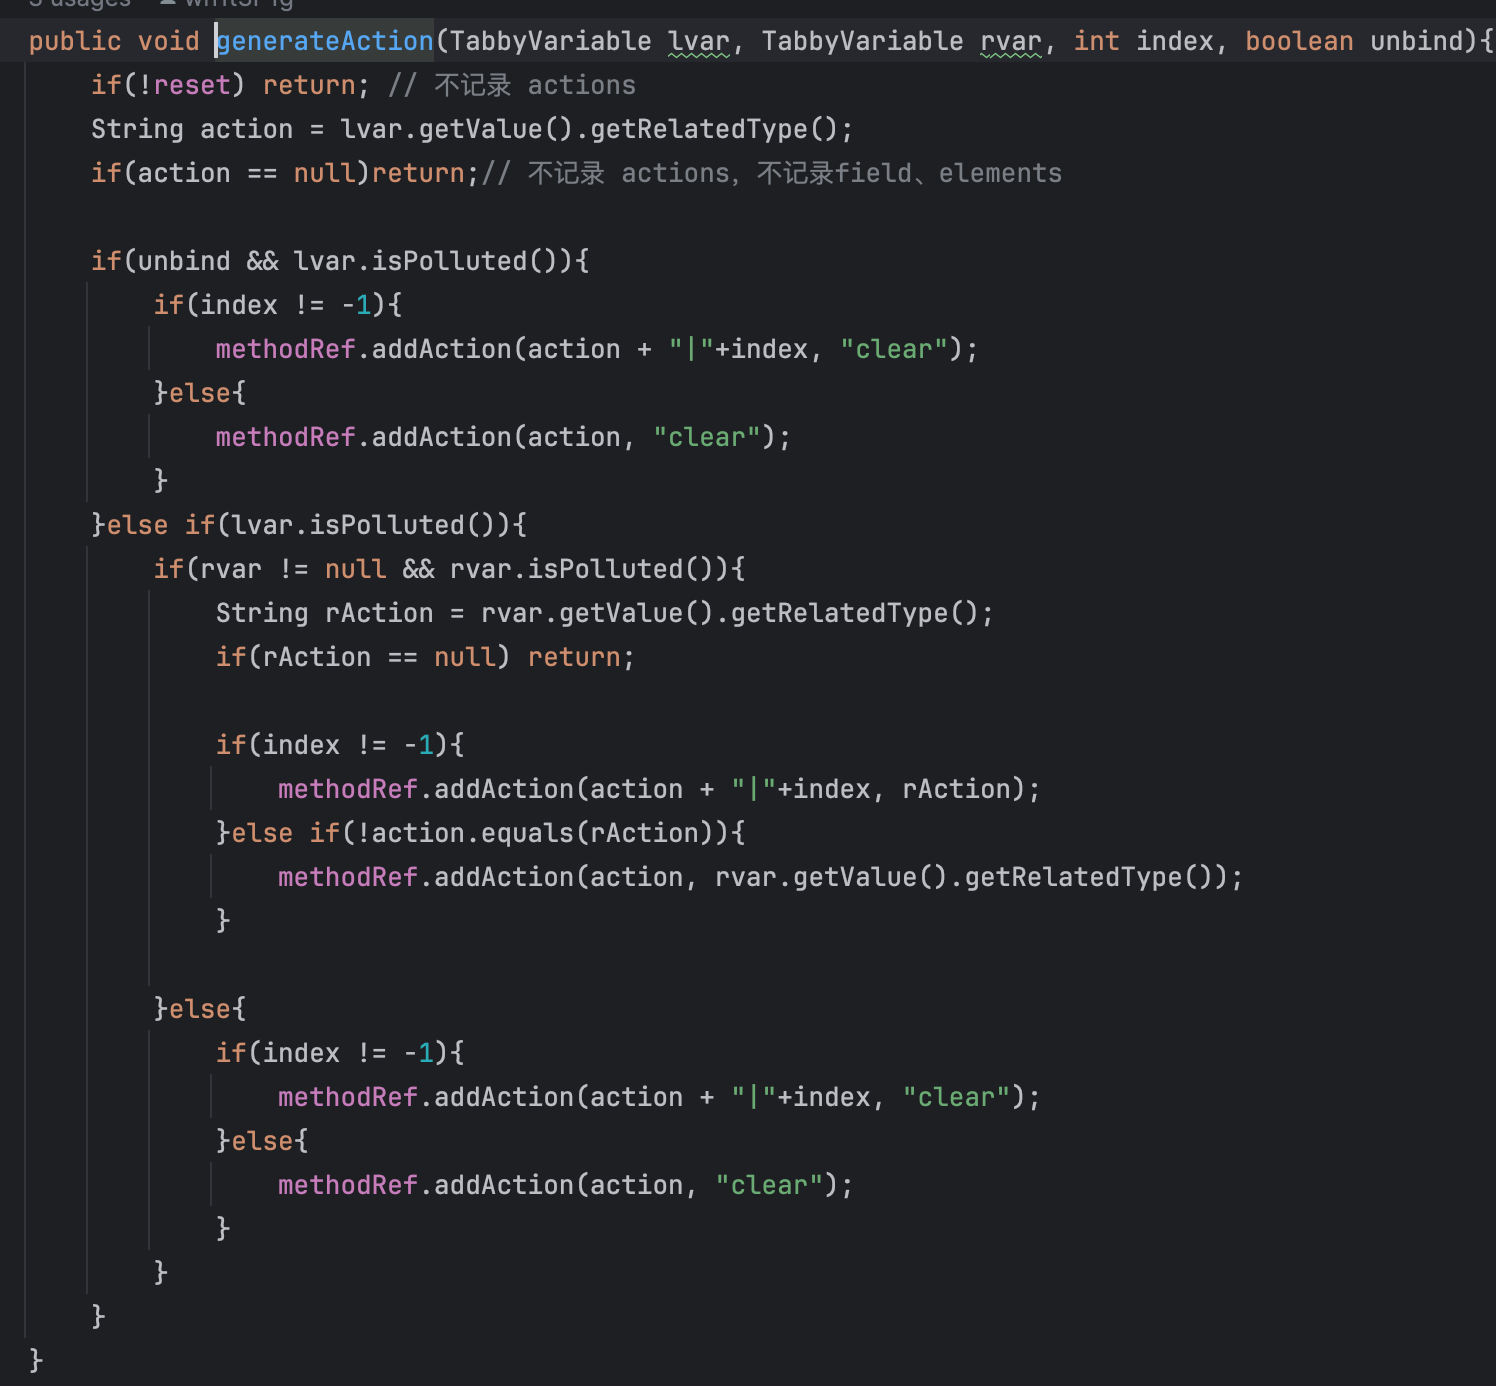 public void generateAction(TabbyVariable lvar, TabbyVariable rvar, int index, boolean unbind){
    if(!reset) return; // 不记录 actions
    String action = lvar.getValue().getRelatedType();
    if(action == null)return;// 不记录 actions，不记录field、elements
    if(unbind && lvar.isPolluted()){
        if(index != -1){
            methodRef.addAction(action + "|"+index, "clear");
        }else{
            methodRef.addAction(action, "clear");
        }
    }else if(lvar.isPolluted()){
        if(rvar != null && rvar.isPolluted()){
            String rAction = rvar.getValue().getRelatedType();
            if(rAction == null) return;
            if(index != -1){
                methodRef.addAction(action + "|"+index, rAction);
            }else if(!action.equals(rAction)){
                methodRef.addAction(action, rvar.getValue().getRelatedType());
            }
        }else{
            if(index != -1){
                methodRef.addAction(action + "|"+index, "clear");
            }else{
                methodRef.addAction(action, "clear");
            }
        }
    }
}